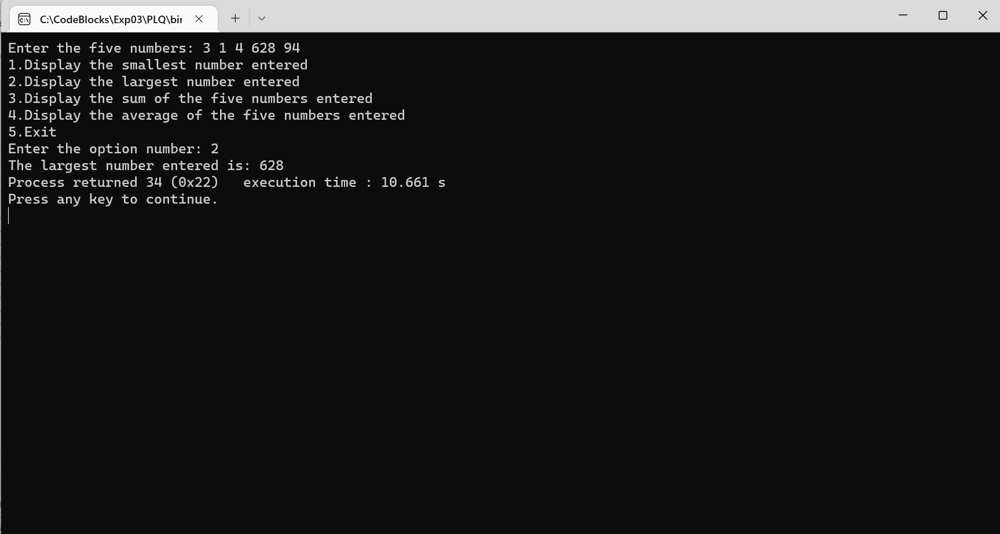 C:\CodeBlocks\Exp03\PLQ\bin
Enter the five numbers: 3 1 4 628 94
1.Display the smallest number entered
2.Display the largest number entered
3.Display the sum of the five numbers entered
4.Display the average of the five numbers entered
5.Exit
Enter the option number: 2
The largest number entered is: 628
Process returned 34 (0x22)   execution time : 10.661 s
Press any key to continue.